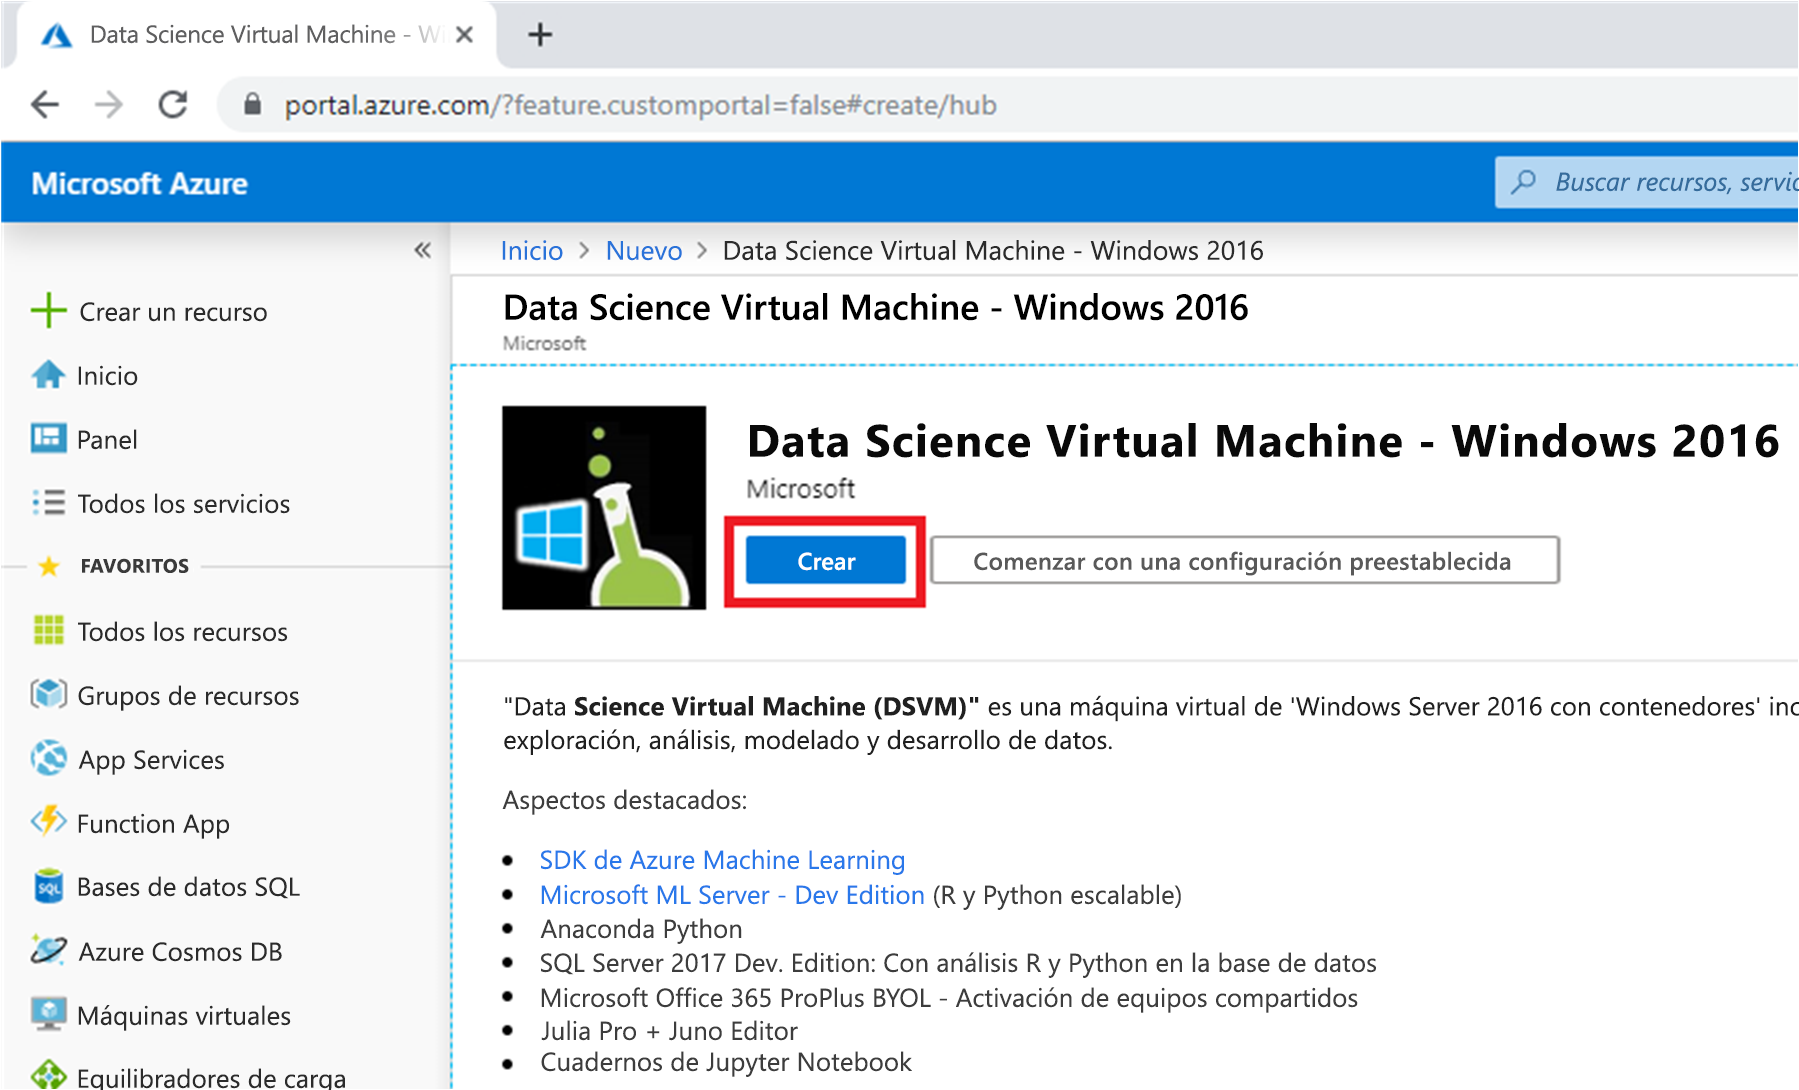 Data Science Virtual Machine - Wi
portal.azure.com/?feature.customportal=false#create/hub
Microsoft Azure
Buscar recursos, servic
Inicio > Nuevo > Data Science Virtual Machine - Windows 2016
Data Science Virtual Machine - Windows 2016
Microsoft
Crear un recurso
Inicio
Panel
Todos los servicios
FAVORITOS
Todos los recursos
Grupos de recursos
App Services
Function App
SQL
Bases de datos SQL
Azure Cosmos DB
Máquinas virtuales
Equilibradores de carga
Data Science Virtual Machine - Windows 2016
Microsoft
Crear
Comenzar con una configuración preestablecida
"Data Science Virtual Machine (DSVM)" es una máquina virtual de 'Windows Server 2016 con contenedores' inc
exploración, análisis, modelado y desarrollo de datos.
Aspectos destacados:
SDK de Azure Machine Learning
Microsoft ML Server - Dev Edition (R y Python escalable)
Anaconda Python
SQL Server 2017 Dev. Edition: Con análisis R y Python en la base de datos
Microsoft Office 365 ProPlus BYOL - Activación de equipos compartidos
Julia Pro + Juno Editor
Cuadernos de Jupyter Notebook